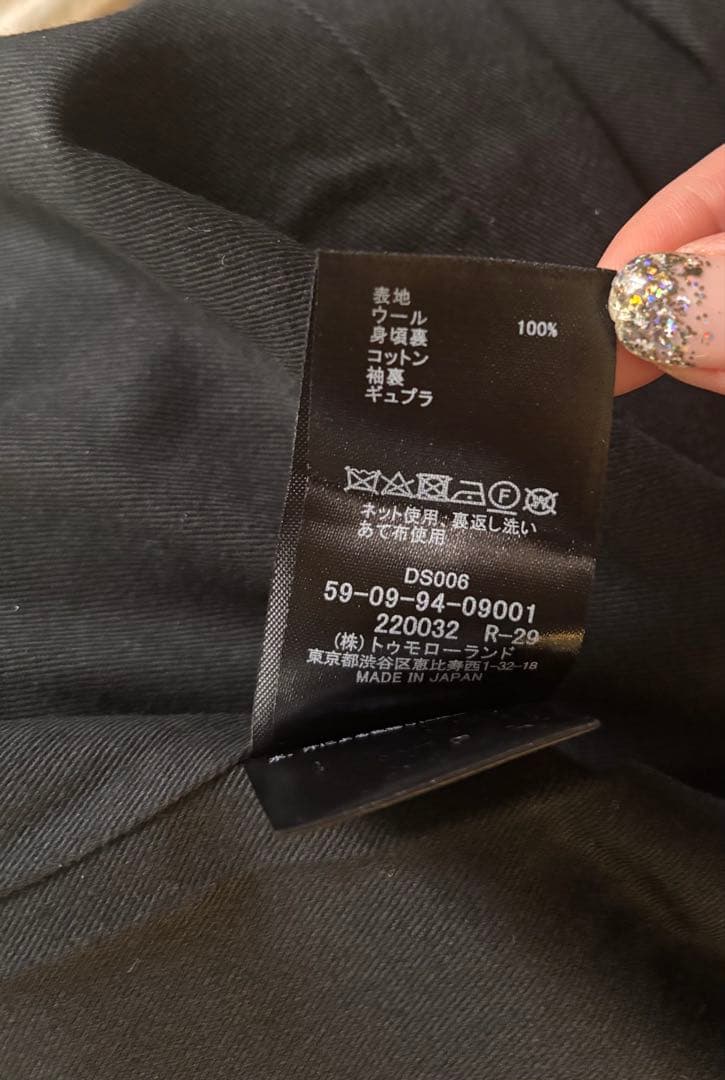 表地
ウール 100%
身頃裏
コットン
袖裏
ギュプラ
F
W
ネット使用、裏返し洗い
あて布使用
DS006
59-09-94-09001
220032 R-29
(株)トゥモローランド
東京都渋谷区恵比寿西1-32-18
MADE IN JAPAN